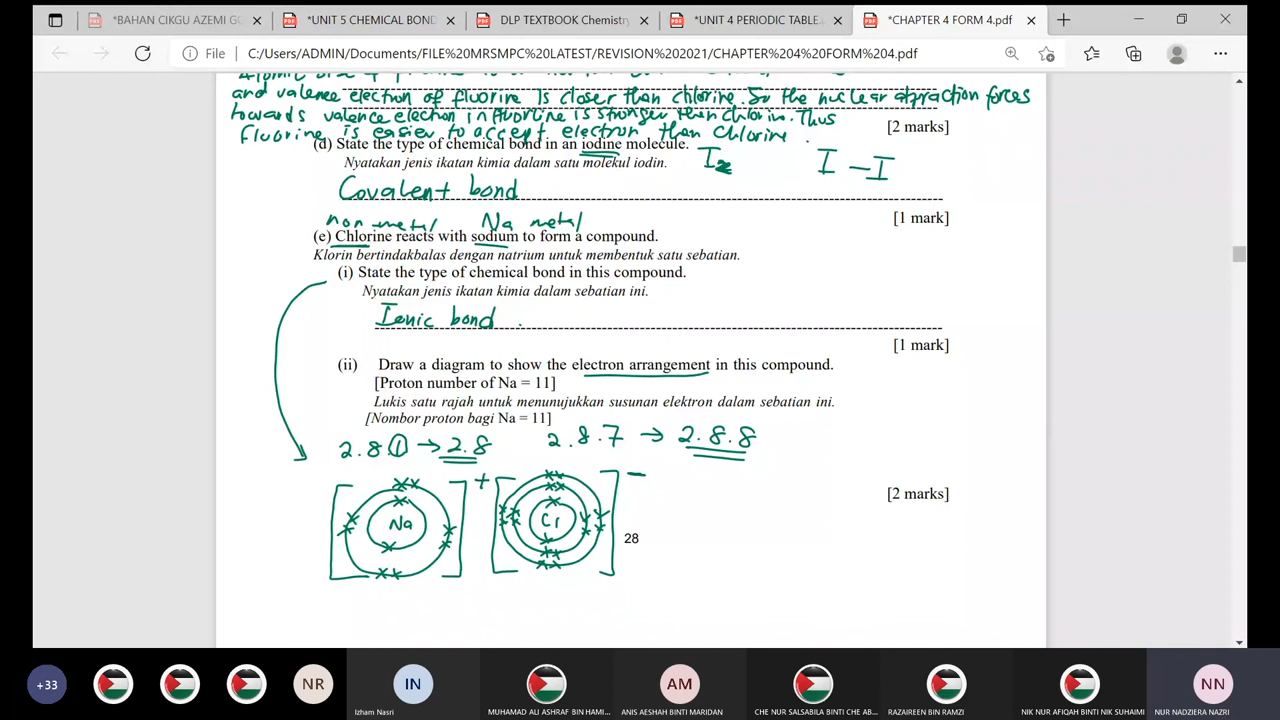 *BAHAN CIKGU AZEMI GO
*UNIT 5 CHEMICAL BOND
DLP TEXTBOOK Chemistry
*UNIT 4 PERIODIC TABLE.p
*CHAPTER 4 FORM 4.pdf
File
C:/Users/ADMIN/Documents/FILE%20MRSMPC%20LATEST/REVISION%202021/CHAPTER%204%20FORM%204.pdf
and valence electron of fluorine is closer than chlorine. So the nuclear attraction forces
towards valence electron in fluorine is stronger than chlorine. Thus
Fluorine is easier to accept electron than Chlorine.
[2 marks]
(d) State the type of chemical bond in an iodine molecule.
I2 I – I
Nyatakan jenis ikatan kimia dalam satu molekul iodin.
Covalent bond
[1 mark]
non metal Na metal
(e) Chlorine reacts with sodium to form a compound.
Klorin bertindakbalas dengan natrium untuk membentuk satu sebatian.
(i) State the type of chemical bond in this compound.
Nyatakan jenis ikatan kimia dalam sebatian ini.
Ionic bond.
[1 mark]
(ii) Draw a diagram to show the electron arrangement in this compound.
[Proton number of Na = 11]
Lukis satu rajah untuk menunujukkan susunan elektron dalam sebatian ini.
[Nombor proton bagi Na = 11]
2.8.1 → 2.8 2.8.7 → 2.8.8
[2 marks]
[Na]+ [Cl]–
28
+33
NR
IN
Izham Nasri
MUHAMAD ALI ASHRAF BIN HAMI...
AM
ANIS AESHAH BINTI MARIDAN
CHE NUR SALSABILA BINTI CHE AB...
RAZAIREEN BIN RAMZI
NIK NUR AFIQAH BINTI NIK SUHAIMI
NN
NUR NADZIERA NAZRI